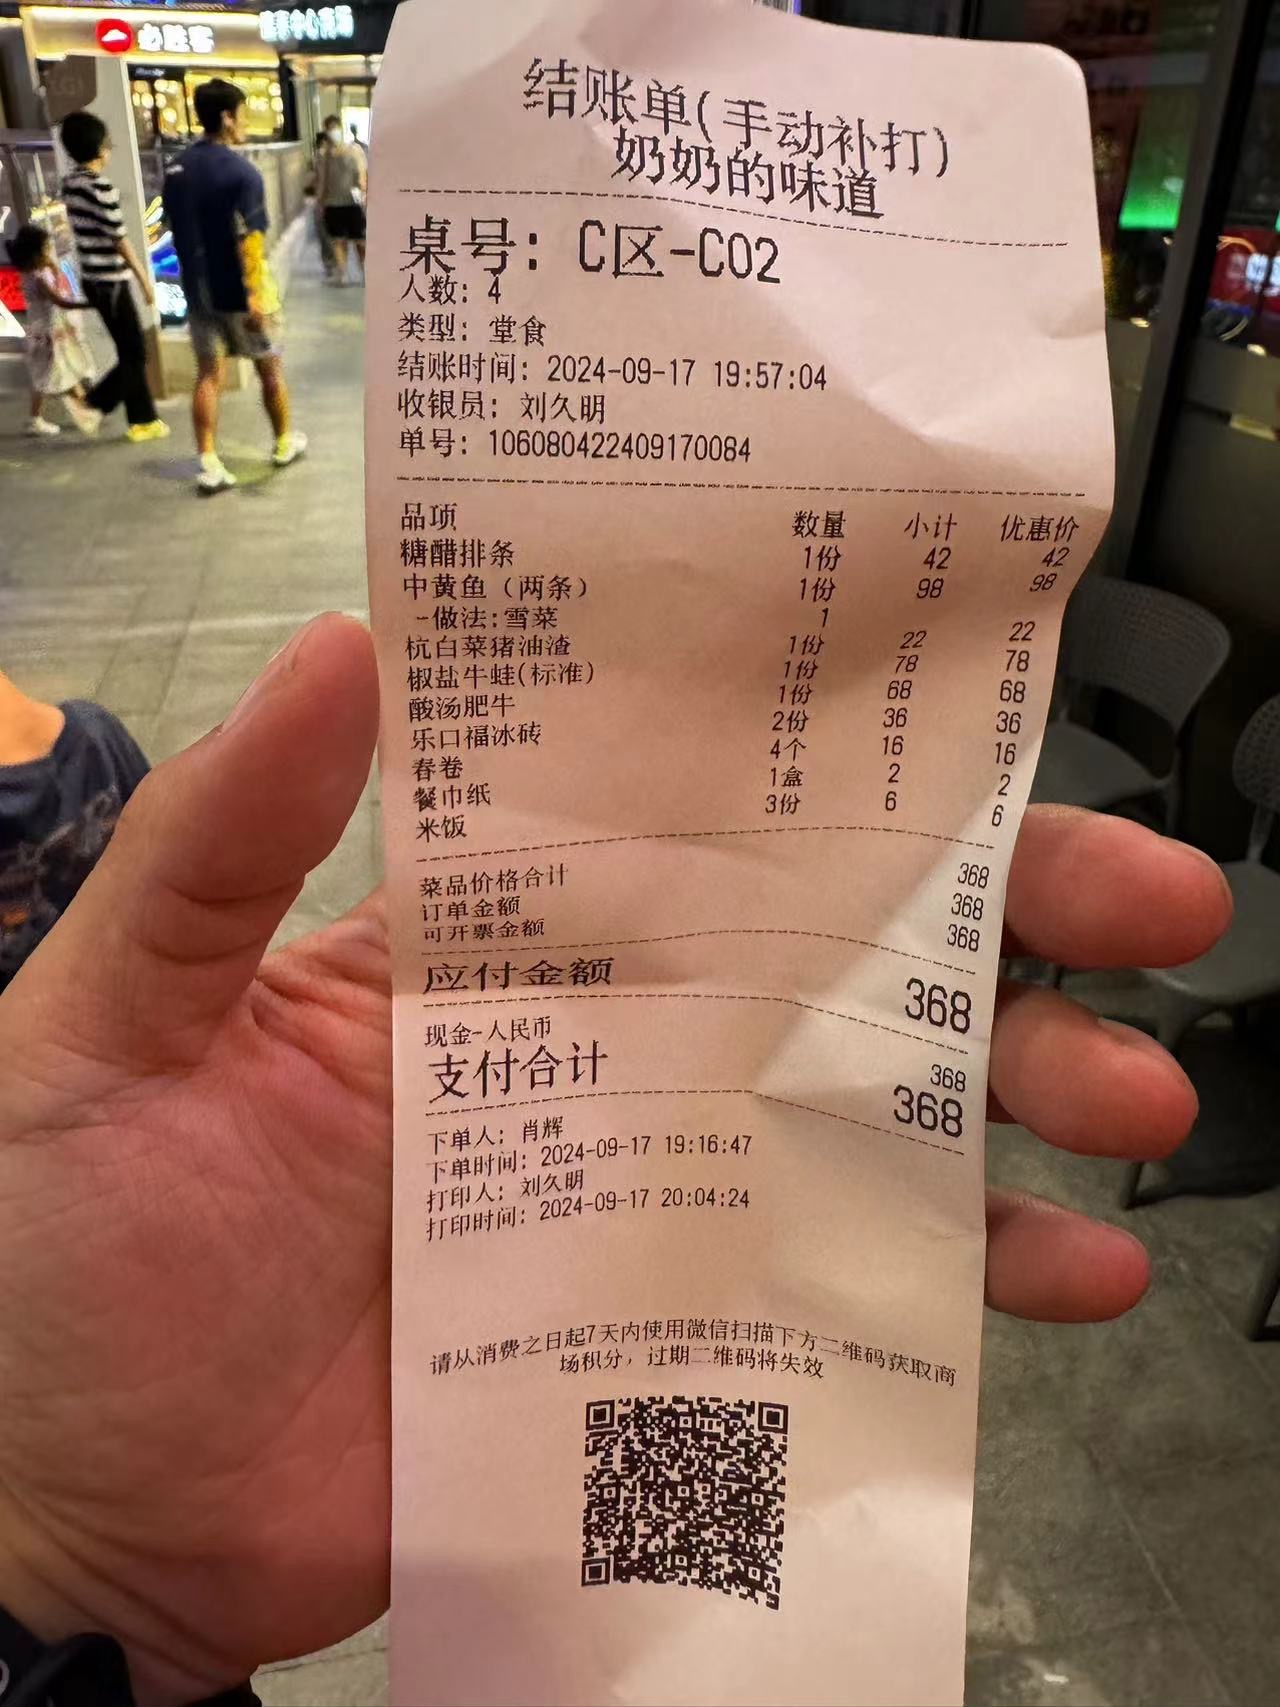 必胜客
结账单(手动补打)
奶奶的味道
桌号: C区-C02
人数: 4
类型: 堂食
结账时间: 2024-09-17 19:57:04
收银员: 刘久明
单号: 106080422409170084
品项 数量 小计 优惠价
糖醋排条 1份 42 42
中黄鱼（两条） 1份 98 98
-做法:雪菜 1
杭白菜猪油渣 1份 22 22
椒盐牛蛙(标准) 1份 78 78
酸汤肥牛 1份 68 68
乐口福冰砖 2份 36 36
春卷 4个 16 16
餐巾纸 1盒 2 2
米饭 3份 6 6
菜品价格合计 368
订单金额 368
可开票金额 368
应付金额 368
现金-人民币 368
支付合计 368
下单人: 肖辉
下单时间: 2024-09-17 19:16:47
打印人: 刘久明
打印时间: 2024-09-17 20:04:24
请从消费之日起7天内使用微信扫描下方二维码获取商
场积分，过期二维码将失效